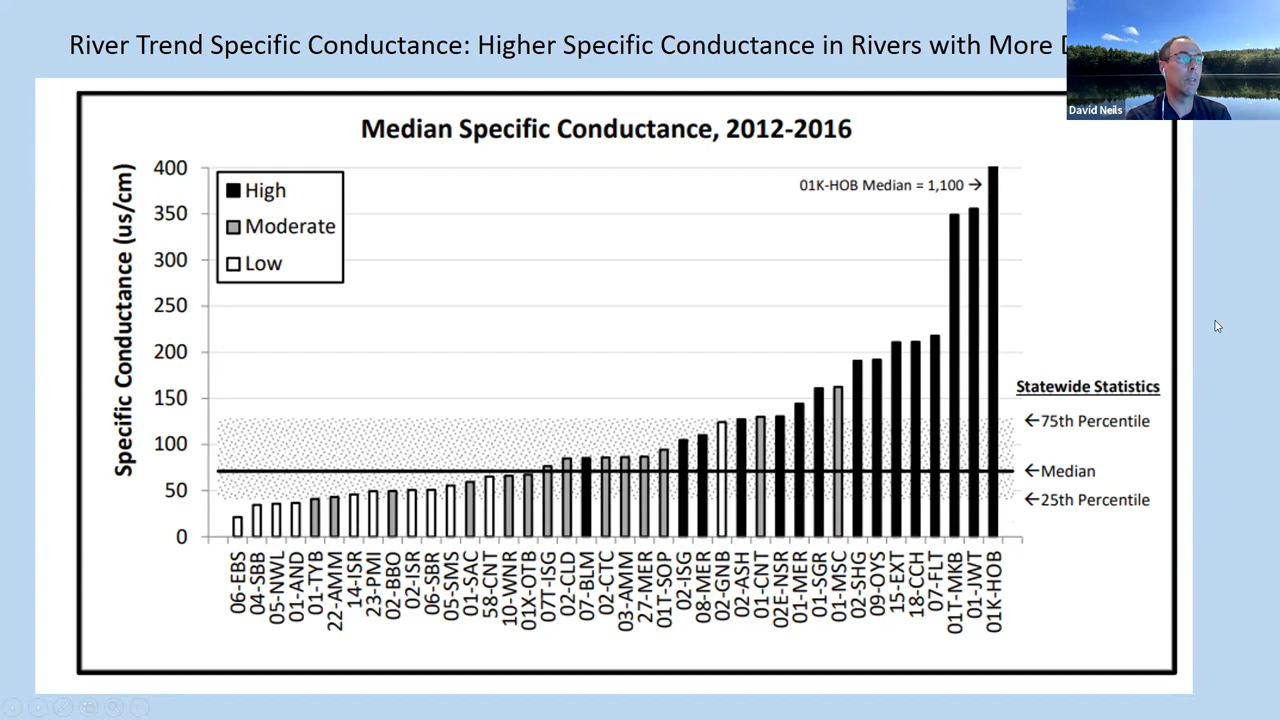 River Trend Specific Conductance: Higher Specific Conductance in Rivers with More
David Neils
Median Specific Conductance, 2012-2016
Specific Conductance (us/cm)
400
350
300
250
200
150
100
50
0
High
Moderate
Low
01K-HOB Median = 1,100 →
Statewide Statistics
←75th Percentile
←Median
←25th Percentile
06-EBS
04-SBB
05-NWL
01-AND
01-TYB
22-AMM
14-ISR
23-PMI
02-BBO
02-ISR
06-SBR
05-SMS
01-SAC
58-CNT
10-WNR
01X-OTB
07T-ISG
02-CLD
07-BLM
02-CTC
03-AMM
27-MER
01T-SOP
02-ISG
08-MER
02-GNB
02-ASH
01-CNT
02E-NSR
01-MER
01-SGR
01-MSC
02-SHG
09-OYS
15-EXT
18-CCH
07-FLT
01T-MKB
01-JWT
01K-HOB